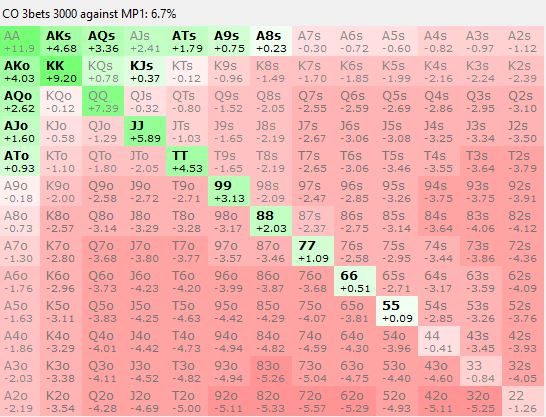 CO 3bets 3000 against MP1: 6.7%
AA AKs AQs AJs ATs A9s A8s A7s A6s A5s A4s A3s A2s
+11.9 +4.68 +3.36 +2.41 +1.79 +0.75 +0.23 -0.30 -0.72 -0.60 -0.82 -0.97 -1.12
AKo KK KQs KJs KTs K9s K8s K7s K6s K5s K4s K3s K2s
+4.03 +9.20 +0.78 +0.37 -0.12 -0.96 -1.49 -1.70 -1.85 -1.99 -2.16 -2.24 -2.39
AQo KQo QQ QJs QTs Q9s Q8s Q7s Q6s Q5s Q4s Q3s Q2s
+2.62 -0.12 +7.39 -0.32 -0.80 -1.52 -2.05 -2.55 -2.59 -2.69 -2.86 -2.95 -3.10
AJo KJo QJo JJ JTs J9s J8s J7s J6s J5s J4s J3s J2s
+1.60 -0.58 -1.29 +5.89 -1.03 -1.65 -2.19 -2.67 -3.06 -3.08 -3.25 -3.34 -3.50
ATo KTo QTo JTo TT T9s T8s T7s T6s T5s T4s T3s T2s
+0.93 -1.10 -1.80 -2.05 +4.53 -1.65 -2.19 -2.65 -3.06 -3.46 -3.55 -3.64 -3.79
A9o K9o Q9o J9o T9o 99 98s 97s 96s 95s 94s 93s 92s
-0.18 -2.00 -2.58 -2.72 -2.71 +3.13 -2.09 -2.47 -2.85 -3.26 -3.75 -3.75 -3.91
A8o K8o Q8o J8o T8o 98o 88 87s 86s 85s 84s 83s 82s
-0.73 -2.57 -3.14 -3.29 -3.28 -3.17 +2.03 -2.37 -2.75 -3.14 -3.64 -4.06 -4.12
A7o K7o Q7o J7o T7o 97o 87o 77 76s 75s 74s 73s 72s
-1.30 -2.80 -3.68 -3.80 -3.77 -3.57 -3.46 +1.09 -2.58 -2.95 -3.44 -3.86 -4.36
A6o K6o Q6o J6o T6o 96o 86o 76o 66 65s 64s 63s 62s
-1.76 -2.96 -3.73 -4.23 -4.20 -3.99 -3.87 -3.68 +0.51 -2.71 -3.17 -3.59 -4.09
A5o K5o Q5o J5o T5o 95o 85o 75o 65o 55 54s 53s 52s
-1.63 -3.11 -3.83 -4.25 -4.63 -4.42 -4.29 -4.07 -3.81 +0.09 -2.85 -3.26 -3.76
A4o K4o Q4o J4o T4o 94o 84o 74o 64o 54o 44 43s 42s
-1.86 -3.29 -4.01 -4.42 -4.73 -4.94 -4.82 -4.59 -4.30 -3.96 -0.41 -3.45 -3.93
A3o K3o Q3o J3o T3o 93o 83o 73o 63o 53o 43o 33 32s
-2.03 -3.38 -4.11 -4.52 -4.82 -4.94 -5.26 -5.04 -4.75 -4.40 -4.60 -0.84 -4.05
A2o K2o Q2o J2o T2o 92o 82o 72o 62o 52o 42o 32o 22
-2.19 -3.54 -4.28 -4.69 -5.00 -5.11 -5.33 -5.57 -5.29 -4.93 -5.11 -5.25 -1.26